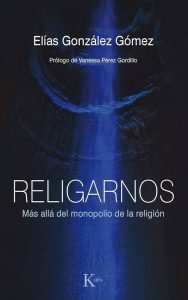 Elías González Gómez
Prólogo de Vanessa Pérez Gordillo
RELIGARNOS
Más allá del monopolio de la religión